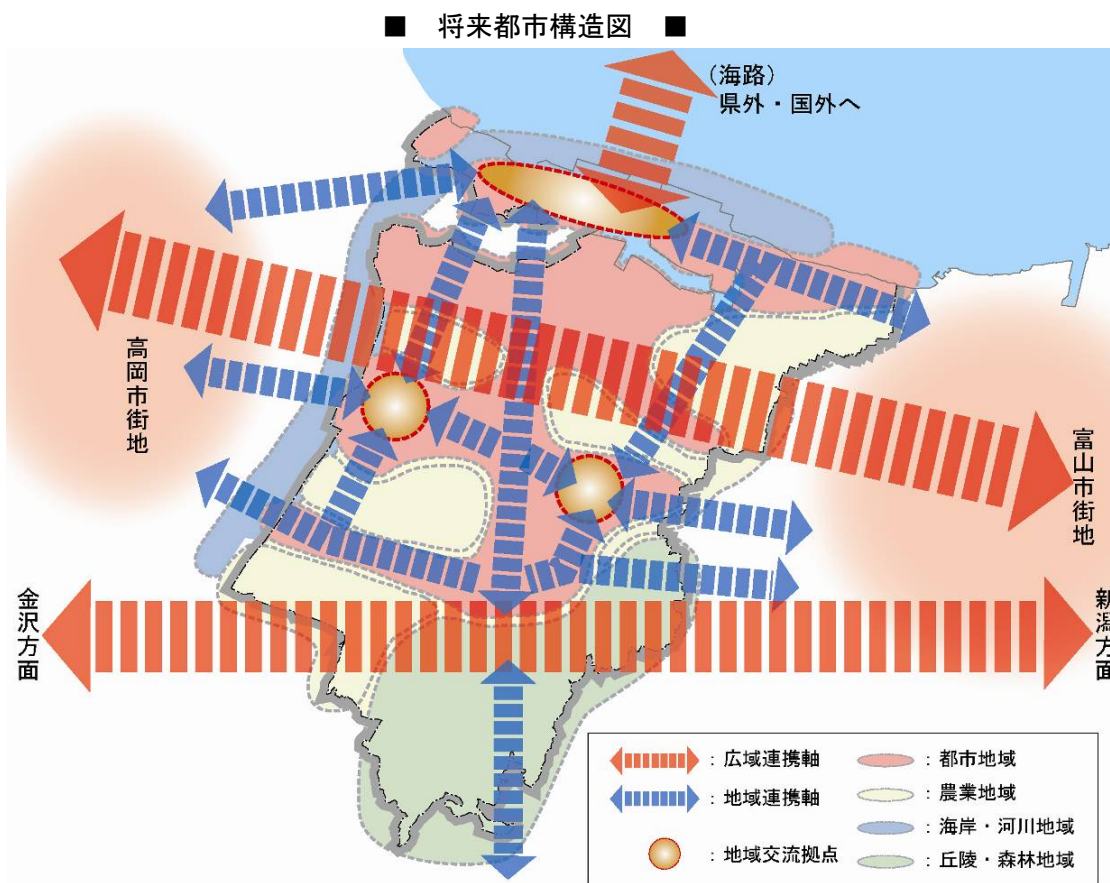 ■ 将来都市構造図 ■
(海路)
県外・国外へ
高岡市街地
富山市街地
金沢方面
新潟方面
：広域連携軸
：地域連携軸
：地域交流拠点
：都市地域
：農業地域
：海岸・河川地域
：丘陵・森林地域